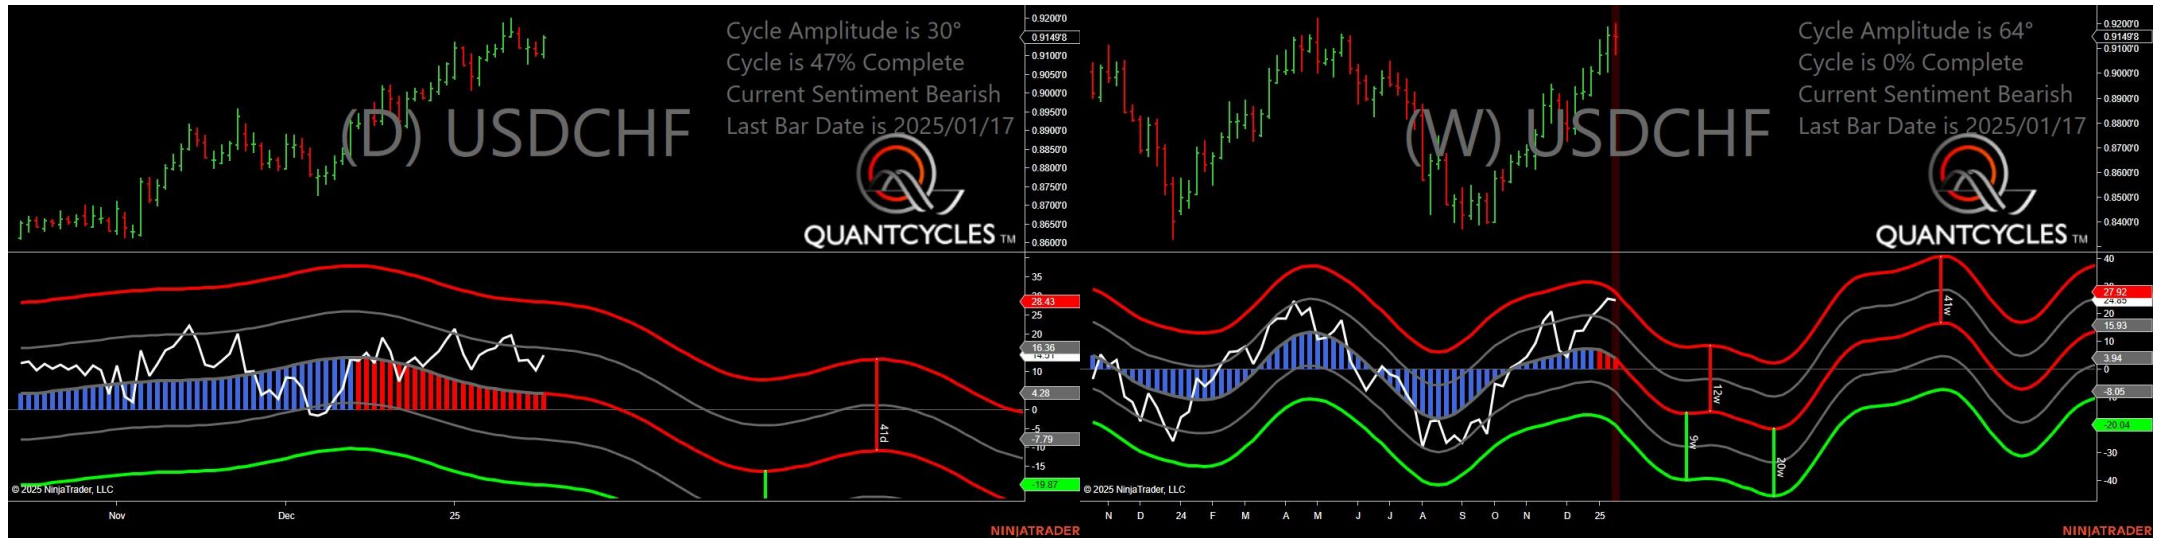 Cycle Amplitude is 30°
Cycle is 47% Complete
Current Sentiment Bearish
Last Bar Date is 2025/01/17
(D) USDCHF
QUANTCYCLES TM
0.9200'0
0.9149'8
0.9100'0
0.9050'0
0.9000'0
0.8950'0
0.8900'0
0.8850'0
0.8800'0
0.8750'0
0.8700'0
0.8650'0
0.8600'0
35
28.43
25
20
16.36
10
4.28
0
-5
-7.79
-10
-15
-19.87
41d
© 2025 NinjaTrader, LLC
Nov
Dec
25
NINJATRADER
Cycle Amplitude is 64°
Cycle is 0% Complete
Current Sentiment Bearish
Last Bar Date is 2025/01/17
(W) USDCHF
QUANTCYCLES TM
0.9200'0
0.9149'8
0.9100'0
0.9000'0
0.8900'0
0.8800'0
0.8700'0
0.8600'0
0.8500'0
0.8400'0
40
27.92
24.85
20
15.93
10
3.94
0
-8.05
-20.04
-30
-40
41w
12w
9w
20w
© 2025 NinjaTrader, LLC
N
D
24
F
M
A
M
J
J
A
S
O
N
D
25
NINJATRADER